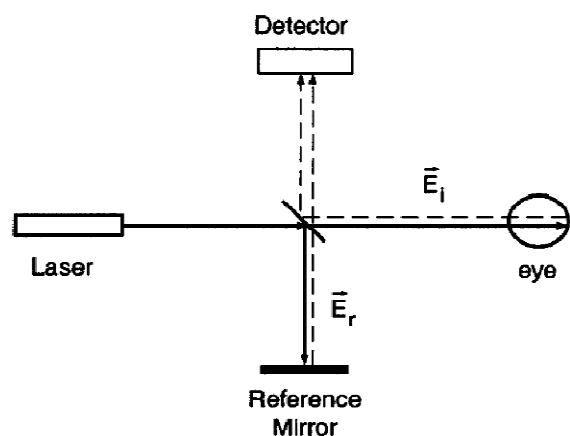 Detector
E⃗i
Laser
eye
E⃗r
Reference
Mirror